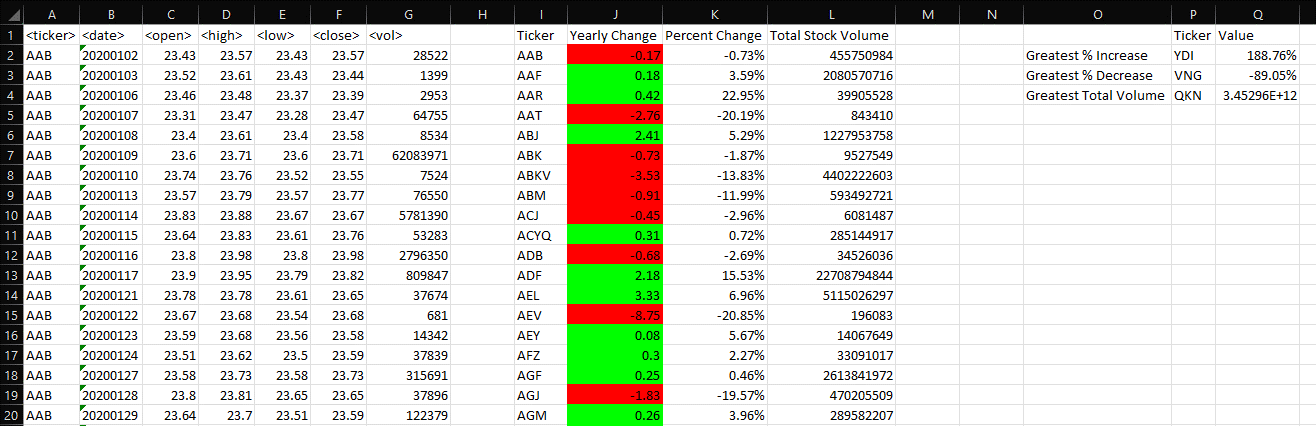 A B C D E F G H I J K L M N O P Q
1 <ticker> <date> <open> <high> <low> <close> <vol> Ticker Yearly Change Percent Change Total Stock Volume Ticker Value
2 AAB 20200102 23.43 23.57 23.43 23.57 28522 AAB -0.17 -0.73% 455750984 Greatest % Increase YDI 188.76%
3 AAB 20200103 23.52 23.61 23.43 23.44 1399 AAF 0.18 3.59% 2080570716 Greatest % Decrease VNG -89.05%
4 AAB 20200106 23.46 23.48 23.37 23.39 2953 AAR 0.42 22.95% 39905528 Greatest Total Volume QKN 3.45296E+12
5 AAB 20200107 23.31 23.47 23.28 23.47 64755 AAT -2.76 -20.19% 843410
6 AAB 20200108 23.4 23.61 23.4 23.58 8534 ABJ 2.41 5.29% 1227953758
7 AAB 20200109 23.6 23.71 23.6 23.71 62083971 ABK -0.73 -1.87% 9527549
8 AAB 20200110 23.74 23.76 23.52 23.55 7524 ABKV -3.53 -13.83% 4402222603
9 AAB 20200113 23.57 23.79 23.57 23.77 76550 ABM -0.91 -11.99% 593492721
10 AAB 20200114 23.83 23.88 23.67 23.67 5781390 ACJ -0.45 -2.96% 6081487
11 AAB 20200115 23.64 23.83 23.61 23.76 53283 ACYQ 0.31 0.72% 285144917
12 AAB 20200116 23.8 23.98 23.8 23.98 2796350 ADB -0.68 -2.69% 34526036
13 AAB 20200117 23.9 23.95 23.79 23.82 809847 ADF 2.18 15.53% 22708794844
14 AAB 20200121 23.78 23.78 23.61 23.65 37674 AEL 3.33 6.96% 5115026297
15 AAB 20200122 23.67 23.68 23.54 23.68 681 AEV -8.75 -20.85% 196083
16 AAB 20200123 23.59 23.68 23.56 23.58 14342 AEY 0.08 5.67% 14067649
17 AAB 20200124 23.51 23.62 23.5 23.59 37839 AFZ 0.3 2.27% 33091017
18 AAB 20200127 23.58 23.73 23.58 23.73 315691 AGF 0.25 0.46% 2613841972
19 AAB 20200128 23.8 23.81 23.65 23.65 37896 AGJ -1.83 -19.57% 470205509
20 AAB 20200129 23.64 23.7 23.51 23.59 122379 AGM 0.26 3.96% 289582207